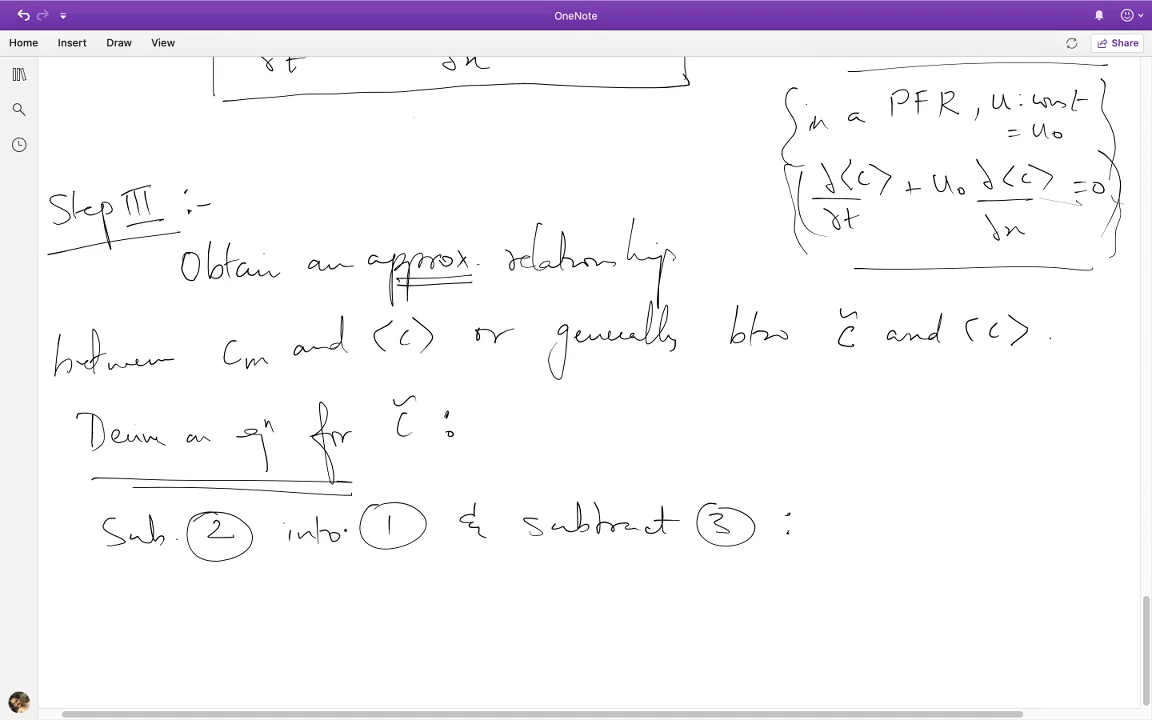 OneNote
Home Insert Draw View
Share
∂t ∂x
{in a PFR, u : const
= u₀}
{(∂⟨c⟩/∂t + u₀ ∂⟨c⟩/∂x = 0)}
Step III :-
Obtain an approx. relationship
between Cm and ⟨c⟩ or generally btw c̆ and ⟨c⟩.
Derive an eqⁿ for c̆ :
Sub. ② into. ① & subtract ③ :